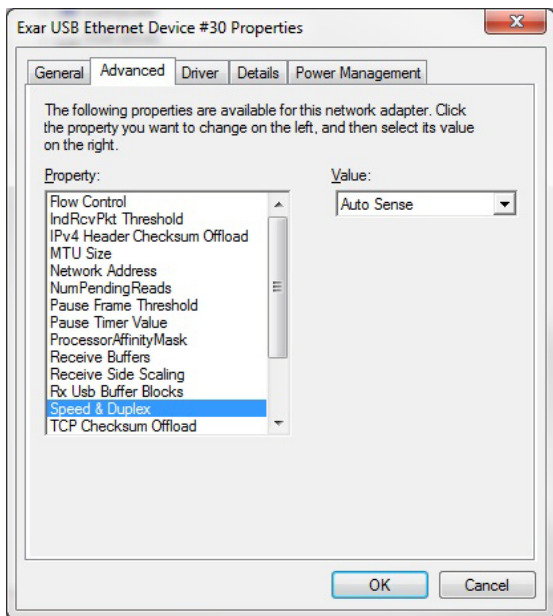 Exar USB Ethernet Device #30 Properties
General Advanced Driver Details Power Management
The following properties are available for this network adapter. Click
the property you want to change on the left, and then select its value
on the right.
Property:
Value:
Flow Control
IndRcvPkt Threshold
IPv4 Header Checksum Offload
MTU Size
Network Address
NumPendingReads
Pause Frame Threshold
Pause Timer Value
ProcessorAffinityMask
Receive Buffers
Receive Side Scaling
Rx Usb Buffer Blocks
Speed & Duplex
TCP Checksum Offload
Auto Sense
OK Cancel